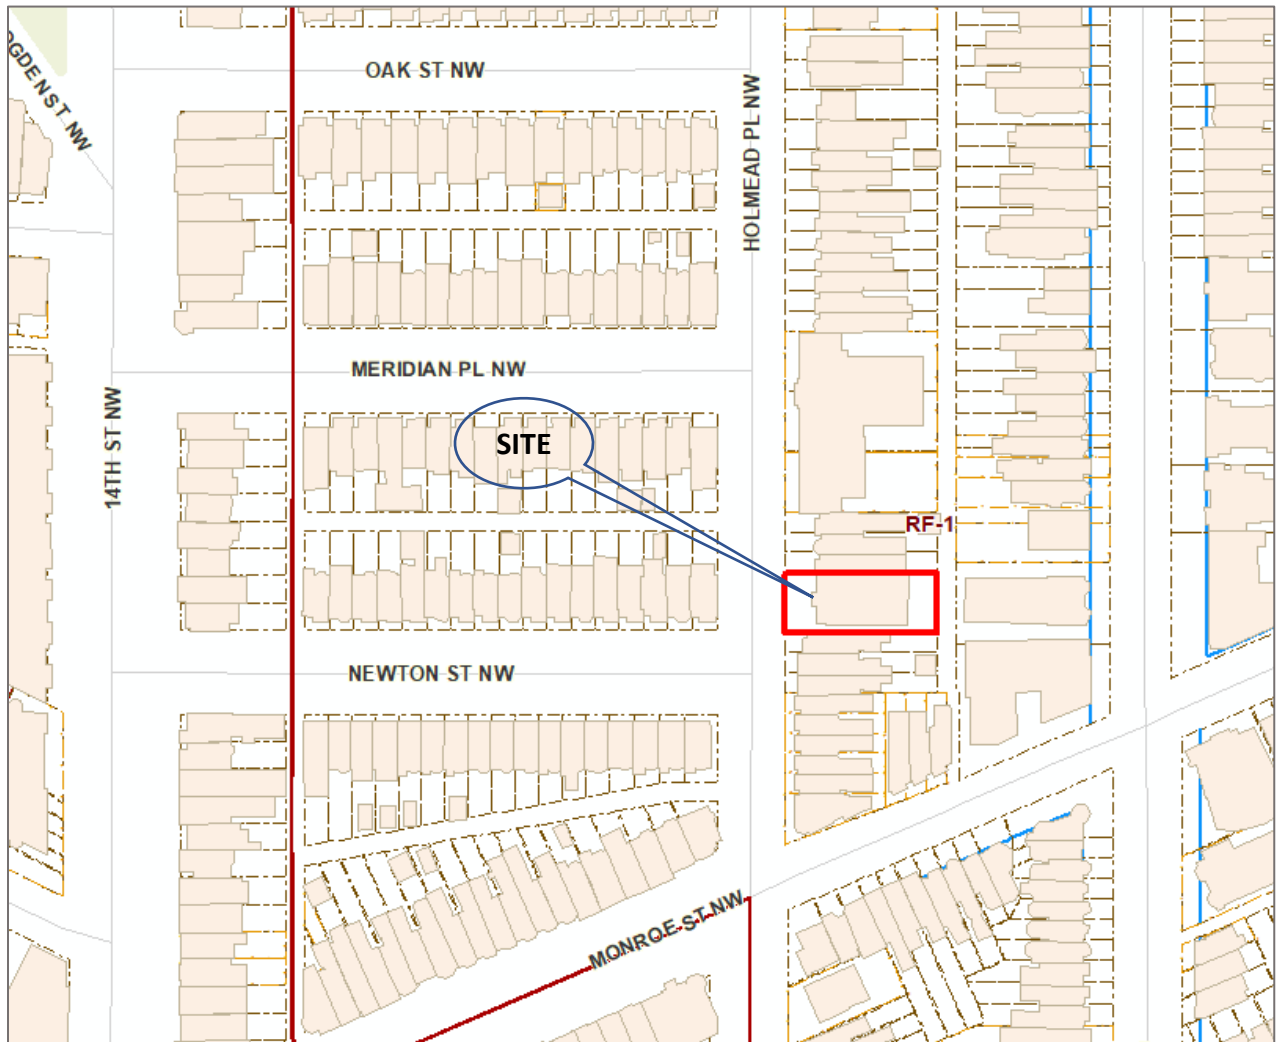 OGDEN ST NW
OAK ST NW
HOLMEAD PL NW
MERIDIAN PL NW
14TH ST NW
SITE
RF-1
NEWTON ST NW
MONROE ST NW